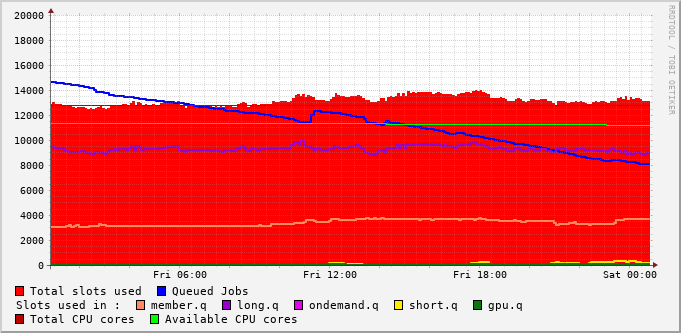 20000
18000
16000
14000
12000
10000
8000
6000
4000
2000
0
Fri 06:00 Fri 12:00 Fri 18:00 Sat 00:00
RRDTOOL / TOBI OETIKER
Total slots used Queued Jobs
Slots used in : member.q long.q ondemand.q short.q gpu.q
Total CPU cores Available CPU cores